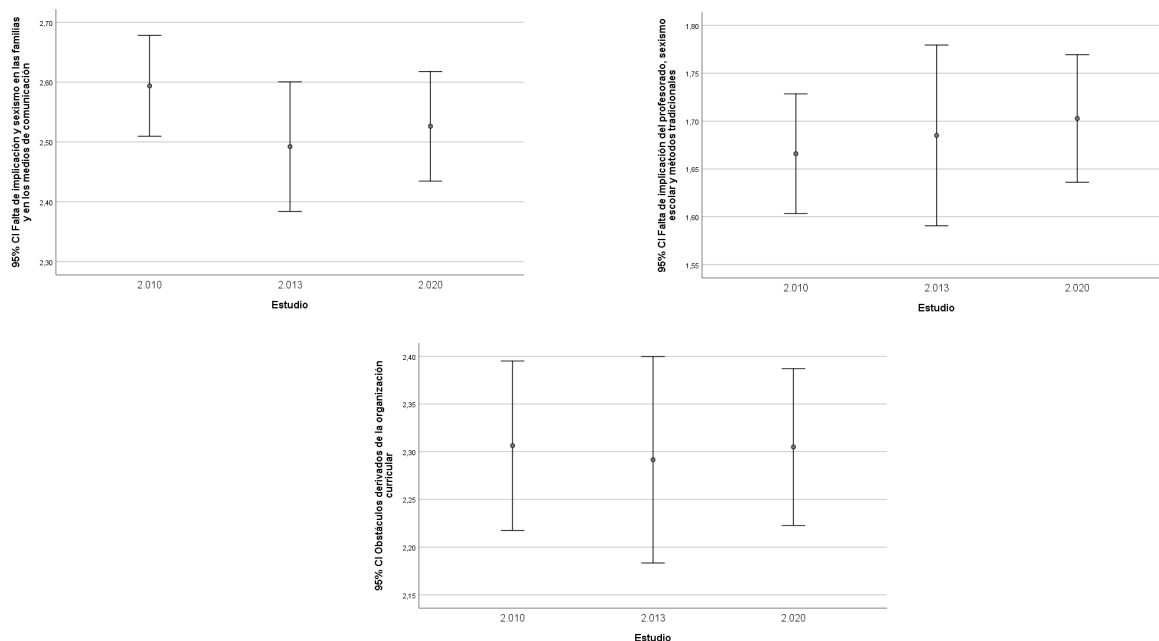 95% CI Falta de implicación y sexismo en las familias
y en los medios de comunicación
2,70
2,60
2,50
2,40
2,30
2.010
2.013
2.020
Estudio
95% CI Falta de implicación del profesorado, sexismo
escolar y métodos tradicionales
1,80
1,75
1,70
1,65
1,60
1,55
2.010
2.013
2.020
Estudio
95% CI Obstáculos derivados de la organización
curricular
2,40
2,35
2,30
2,25
2,20
2,15
2.010
2.013
2.020
Estudio